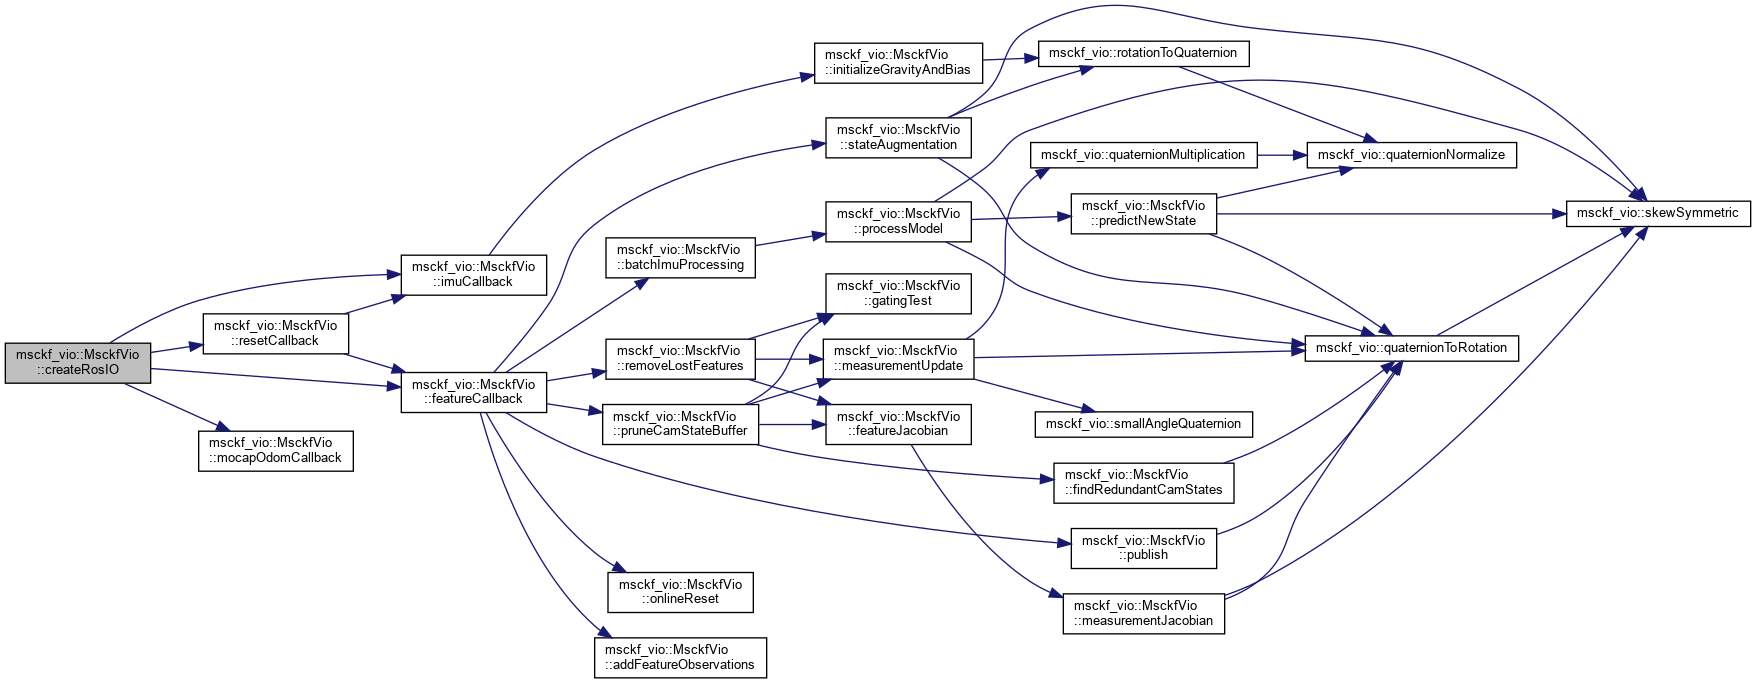 msckf_vio::MsckfVio
::createRosIO
msckf_vio::MsckfVio
::resetCallback
msckf_vio::MsckfVio
::mocapOdomCallback
msckf_vio::MsckfVio
::imuCallback
msckf_vio::MsckfVio
::featureCallback
msckf_vio::MsckfVio
::batchImuProcessing
msckf_vio::MsckfVio
::removeLostFeatures
msckf_vio::MsckfVio
::pruneCamStateBuffer
msckf_vio::MsckfVio
::onlineReset
msckf_vio::MsckfVio
::addFeatureObservations
msckf_vio::MsckfVio
::initializeGravityAndBias
msckf_vio::MsckfVio
::stateAugmentation
msckf_vio::MsckfVio
::processModel
msckf_vio::MsckfVio
::gatingTest
msckf_vio::MsckfVio
::measurementUpdate
msckf_vio::MsckfVio
::featureJacobian
msckf_vio::rotationToQuaternion
msckf_vio::quaternionMultiplication
msckf_vio::MsckfVio
::predictNewState
msckf_vio::smallAngleQuaternion
msckf_vio::MsckfVio
::findRedundantCamStates
msckf_vio::MsckfVio
::publish
msckf_vio::MsckfVio
::measurementJacobian
msckf_vio::quaternionNormalize
msckf_vio::quaternionToRotation
msckf_vio::skewSymmetric